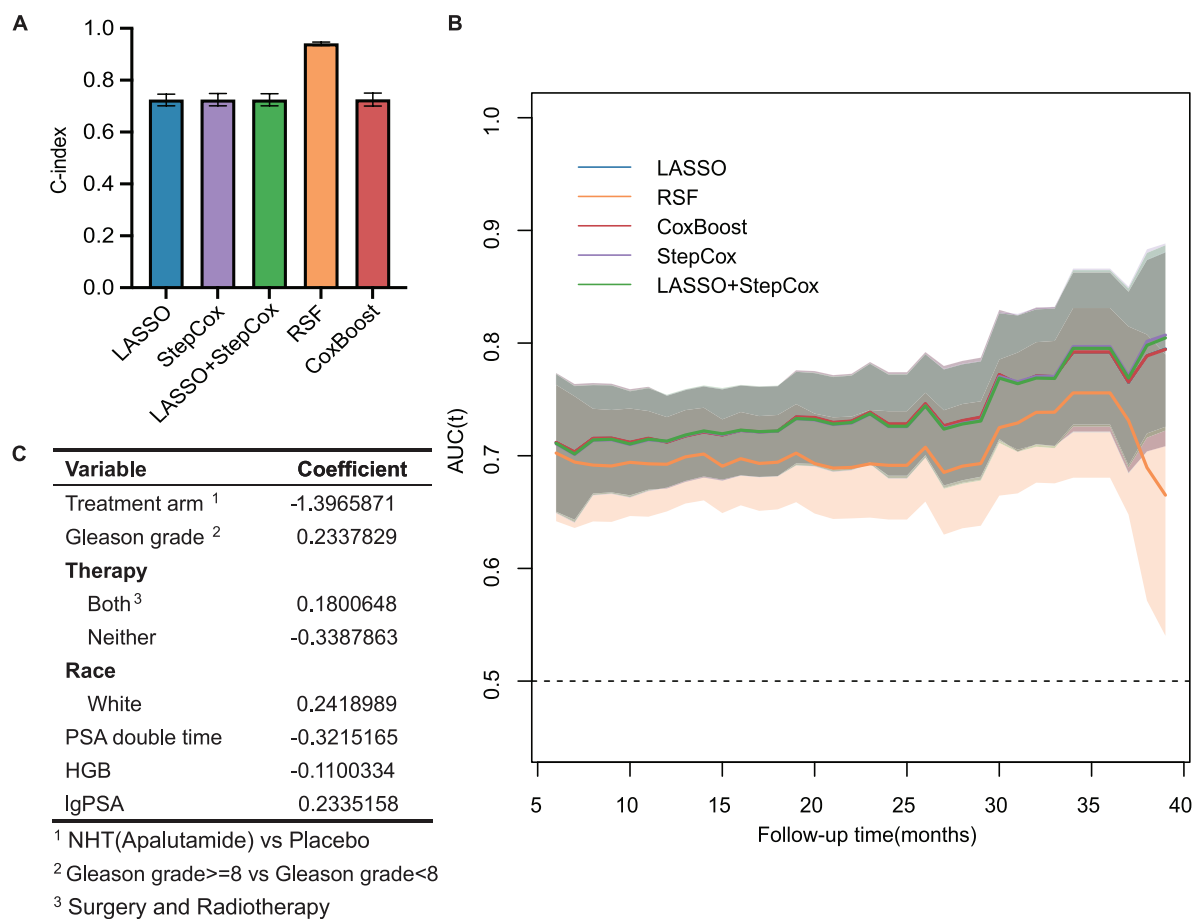 A
1.0
0.8
0.6
0.4
0.2
0.0
C-index
LASSO
StepCox
LASSO+StepCox
RSF
CoxBoost
B
1.0
0.9
0.8
0.7
0.6
0.5
AUC(t)
LASSO
RSF
CoxBoost
StepCox
LASSO+StepCox
5 10 15 20 25 30 35 40
Follow-up time(months)
C
Variable Coefficient
Treatment arm 1 -1.3965871
Gleason grade 2 0.2337829
Therapy
Both 3 0.1800648
Neither -0.3387863
Race
White 0.2418989
PSA double time -0.3215165
HGB -0.1100334
lgPSA 0.2335158
1 NHT(Apalutamide) vs Placebo
2 Gleason grade>=8 vs Gleason grade<8
3 Surgery and Radiotherapy